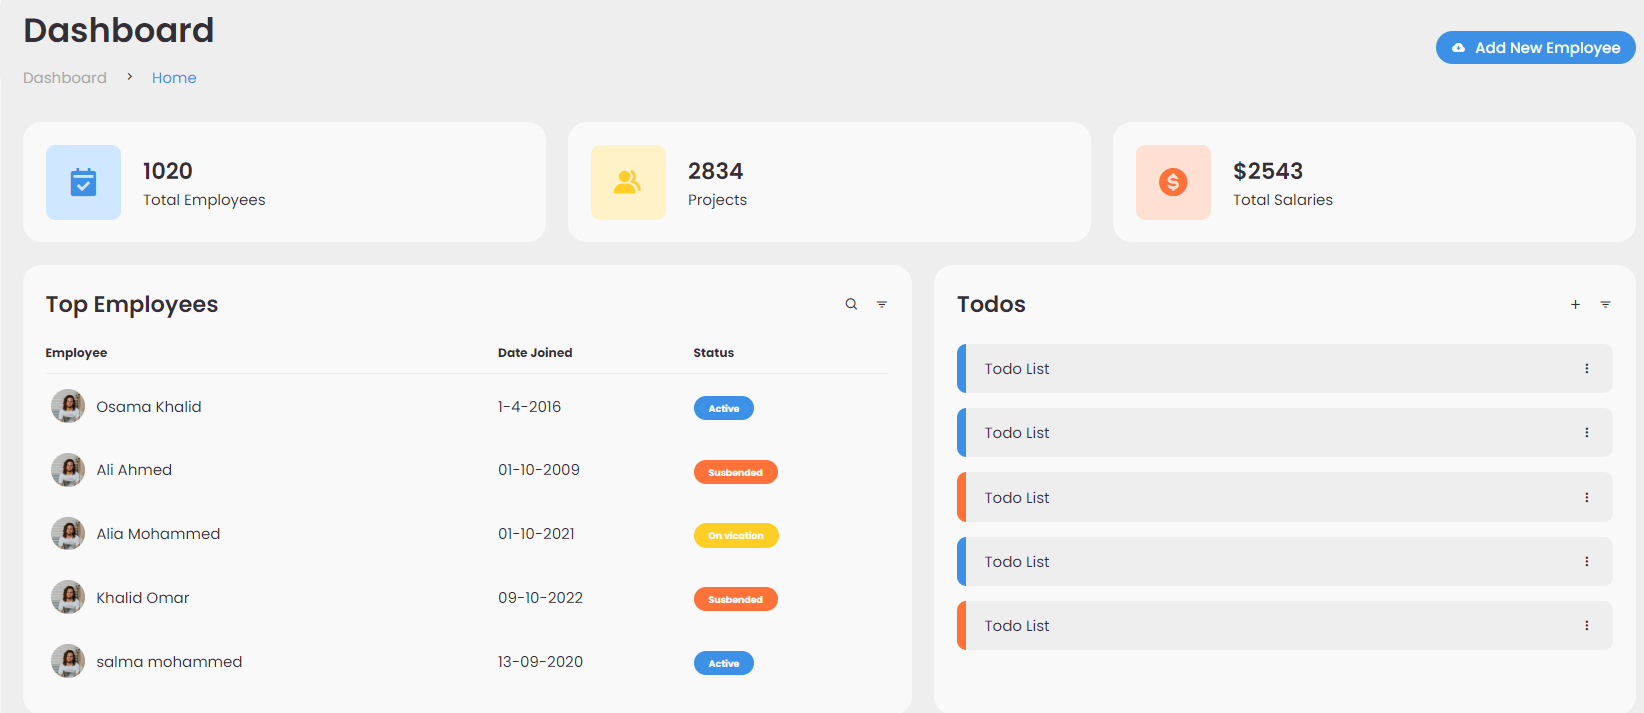 Dashboard
Dashboard > Home
Add New Employee
1020
Total Employees
2834
Projects
$2543
Total Salaries
Top Employees
Employee Date Joined Status
Osama Khalid 1-4-2016 Active
Ali Ahmed 01-10-2009 Susbended
Alia Mohammed 01-10-2021 On vication
Khalid Omar 09-10-2022 Susbended
salma mohammed 13-09-2020 Active
Todos
Todo List
Todo List
Todo List
Todo List
Todo List